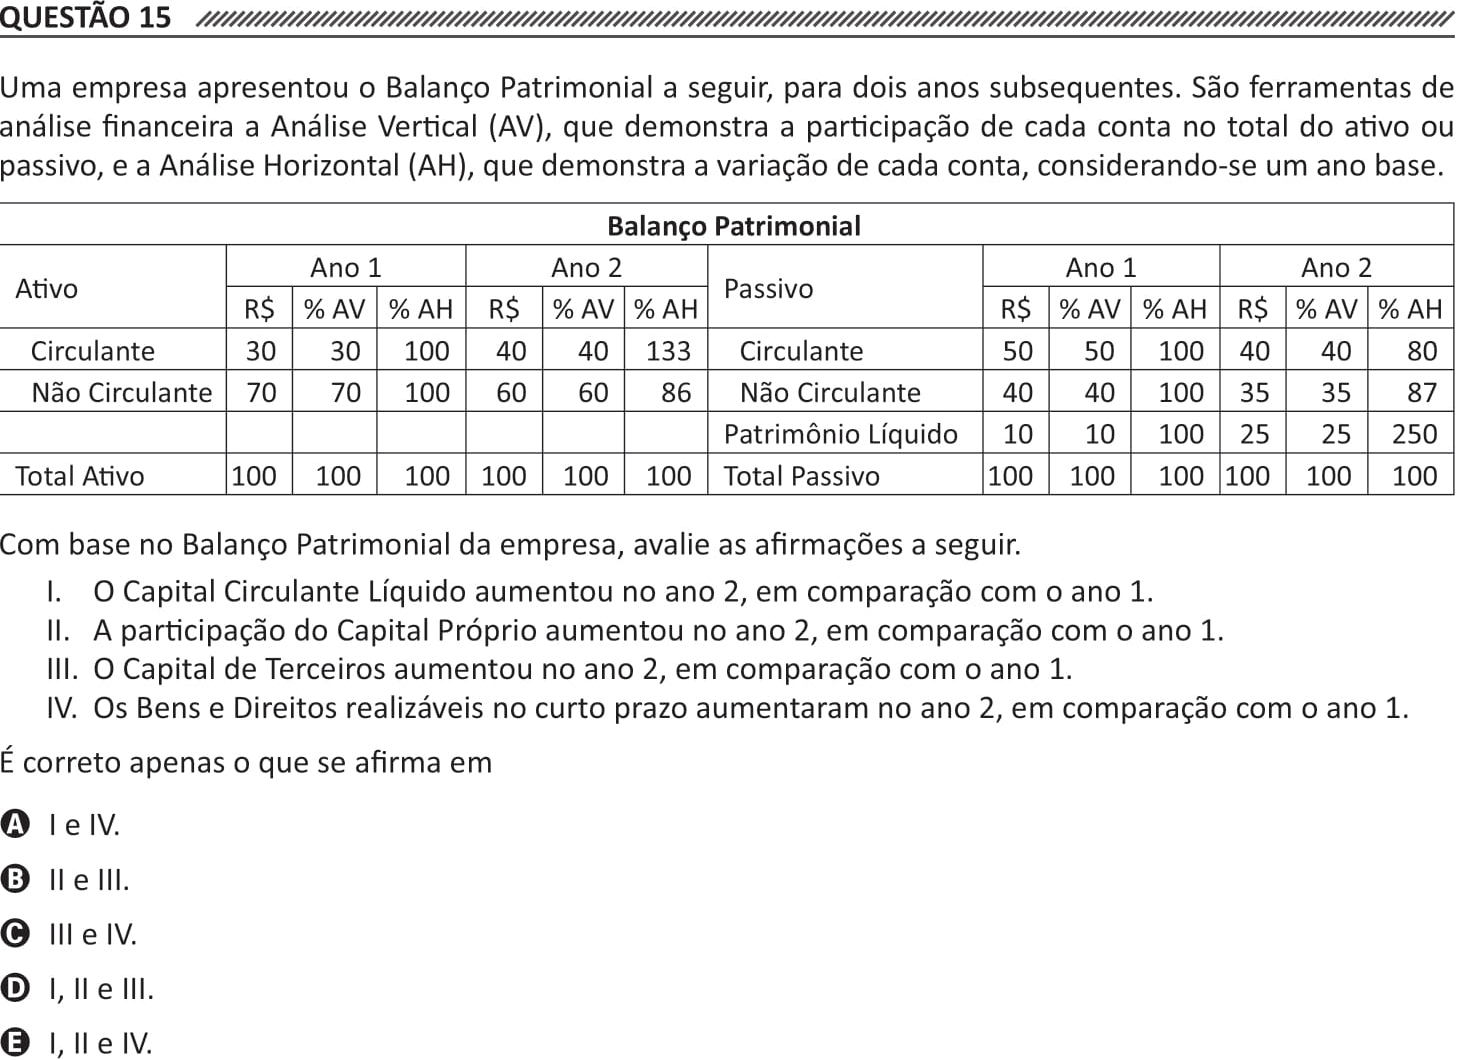 QUESTÃO 15
Uma empresa apresentou o Balanço Patrimonial a seguir, para dois anos subsequentes. São ferramentas de
análise financeira a Análise Vertical (AV), que demonstra a participação de cada conta no total do ativo ou
passivo, e a Análise Horizontal (AH), que demonstra a variação de cada conta, considerando-se um ano base.
Balanço Patrimonial
Ativo Ano 1 Ano 2 Passivo Ano 1 Ano 2
R$ % AV % AH R$ % AV % AH R$ % AV % AH R$ % AV % AH
Circulante 30 30 100 40 40 133 Circulante 50 50 100 40 40 80
Não Circulante 70 70 100 60 60 86 Não Circulante 40 40 100 35 35 87
Patrimônio Líquido 10 10 100 25 25 250
Total Ativo 100 100 100 100 100 100 Total Passivo 100 100 100 100 100 100
Com base no Balanço Patrimonial da empresa, avalie as afirmações a seguir.
I. O Capital Circulante Líquido aumentou no ano 2, em comparação com o ano 1.
II. A participação do Capital Próprio aumentou no ano 2, em comparação com o ano 1.
III. O Capital de Terceiros aumentou no ano 2, em comparação com o ano 1.
IV. Os Bens e Direitos realizáveis no curto prazo aumentaram no ano 2, em comparação com o ano 1.
É correto apenas o que se afirma em
A I e IV.
B II e III.
C III e IV.
D I, II e III.
E I, II e IV.